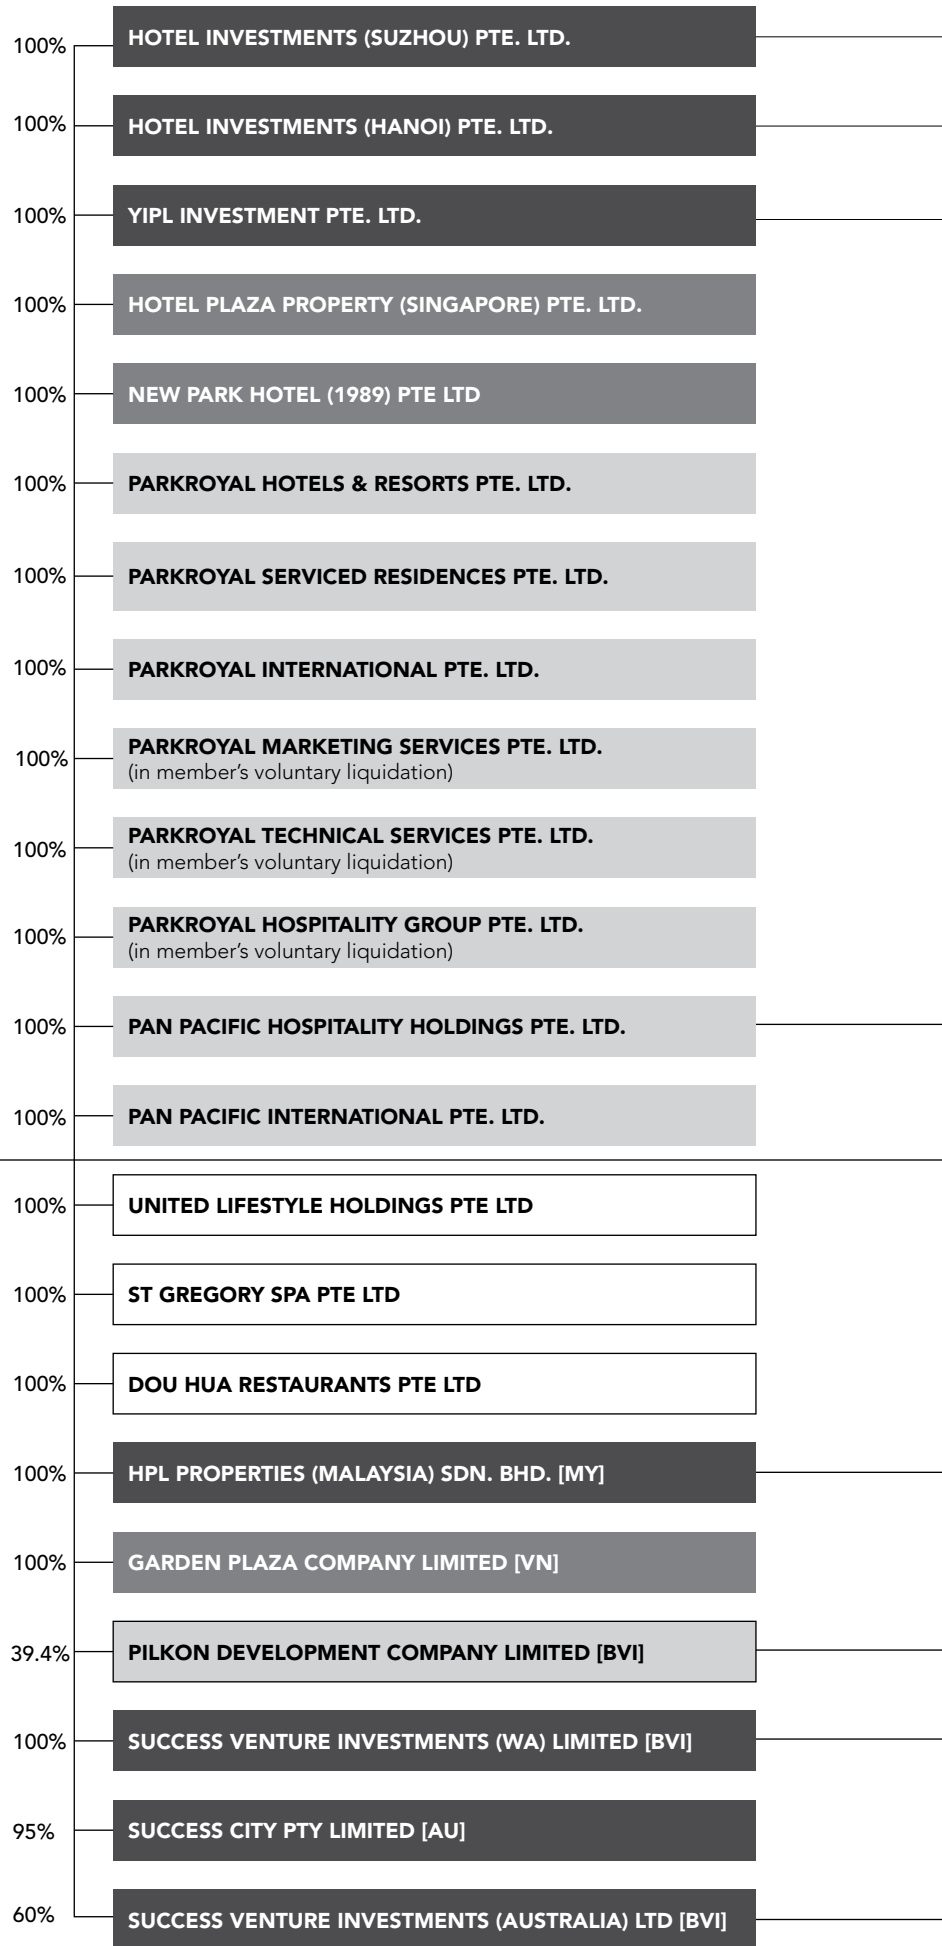 100% HOTEL INVESTMENTS (SUZHOU) PTE. LTD.
100% HOTEL INVESTMENTS (HANOI) PTE. LTD.
100% YIPL INVESTMENT PTE. LTD.
100% HOTEL PLAZA PROPERTY (SINGAPORE) PTE. LTD.
100% NEW PARK HOTEL (1989) PTE LTD
100% PARKROYAL HOTELS & RESORTS PTE. LTD.
100% PARKROYAL SERVICED RESIDENCES PTE. LTD.
100% PARKROYAL INTERNATIONAL PTE. LTD.
100% PARKROYAL MARKETING SERVICES PTE. LTD.
(in member's voluntary liquidation)
100% PARKROYAL TECHNICAL SERVICES PTE. LTD.
(in member's voluntary liquidation)
100% PARKROYAL HOSPITALITY GROUP PTE. LTD.
(in member's voluntary liquidation)
100% PAN PACIFIC HOSPITALITY HOLDINGS PTE. LTD.
100% PAN PACIFIC INTERNATIONAL PTE. LTD.
100% UNITED LIFESTYLE HOLDINGS PTE LTD
100% ST GREGORY SPA PTE LTD
100% DOU HUA RESTAURANTS PTE LTD
100% HPL PROPERTIES (MALAYSIA) SDN. BHD. [MY]
100% GARDEN PLAZA COMPANY LIMITED [VN]
39.4% PILKON DEVELOPMENT COMPANY LIMITED [BVI]
100% SUCCESS VENTURE INVESTMENTS (WA) LIMITED [BVI]
95% SUCCESS CITY PTY LIMITED [AU]
60% SUCCESS VENTURE INVESTMENTS (AUSTRALIA) LTD [BVI]